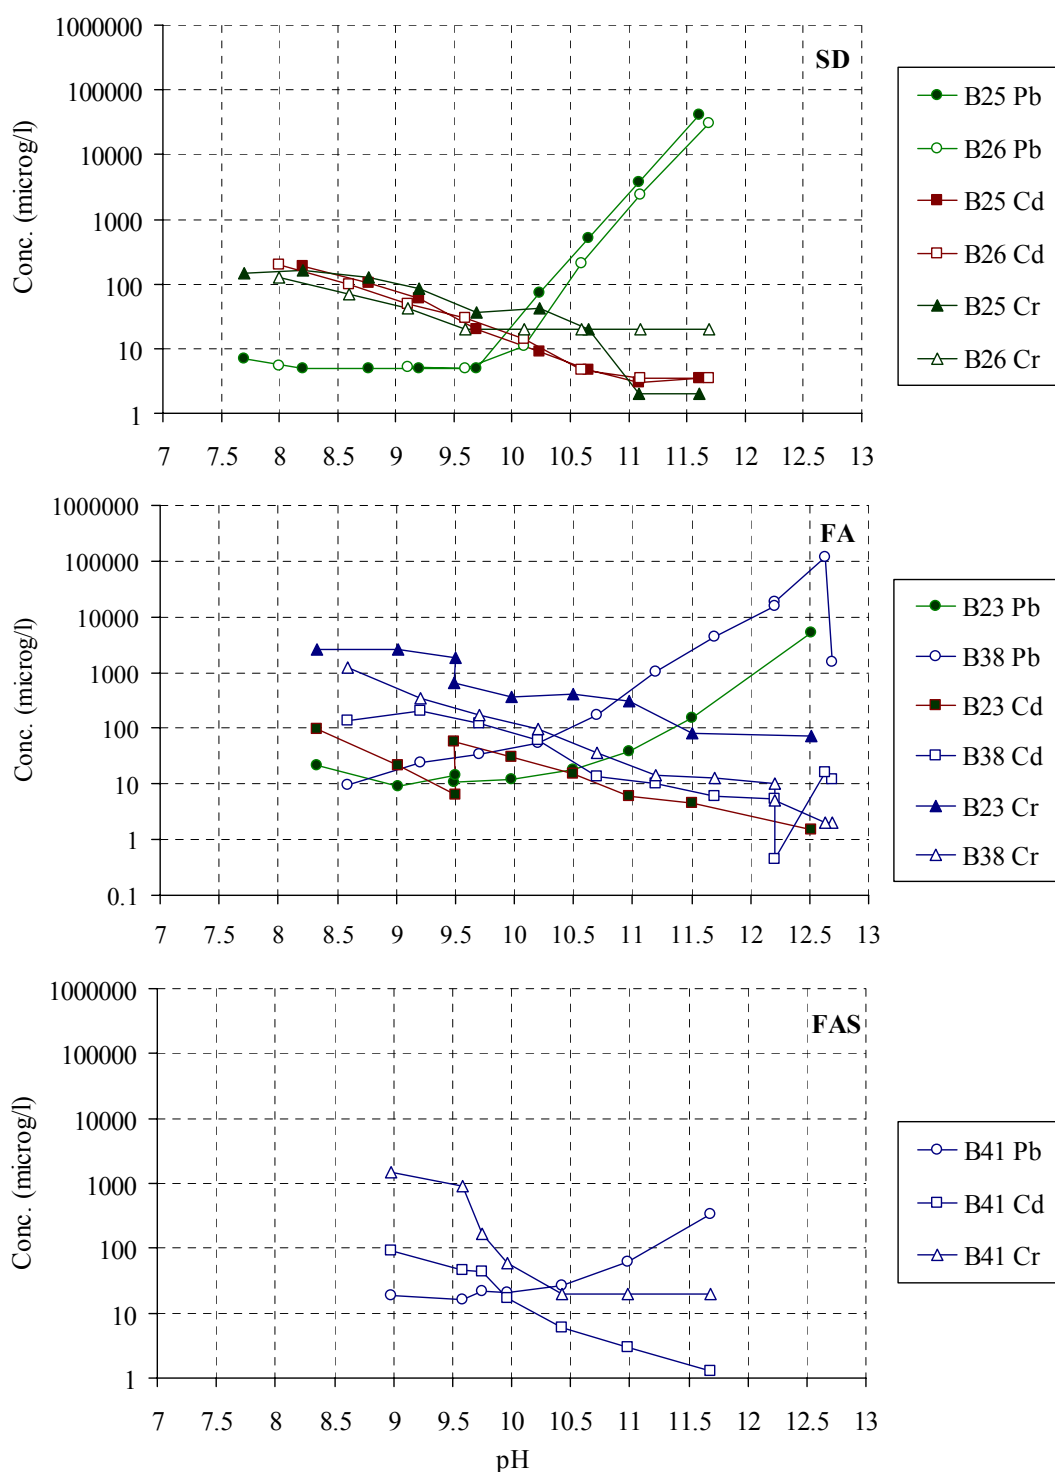 SD
Conc. (microg/l)
1000000
100000
10000
1000
100
10
1
7 7.5 8 8.5 9 9.5 10 10.5 11 11.5 12 12.5 13
B25 Pb
B26 Pb
B25 Cd
B26 Cd
B25 Cr
B26 Cr
FA
Conc. (microg/l)
1000000
100000
10000
1000
100
10
1
0.1
7 7.5 8 8.5 9 9.5 10 10.5 11 11.5 12 12.5 13
B23 Pb
B38 Pb
B23 Cd
B38 Cd
B23 Cr
B38 Cr
FAS
Conc. (microg/l)
1000000
100000
10000
1000
100
10
1
7 7.5 8 8.5 9 9.5 10 10.5 11 11.5 12 12.5 13
pH
B41 Pb
B41 Cd
B41 Cr